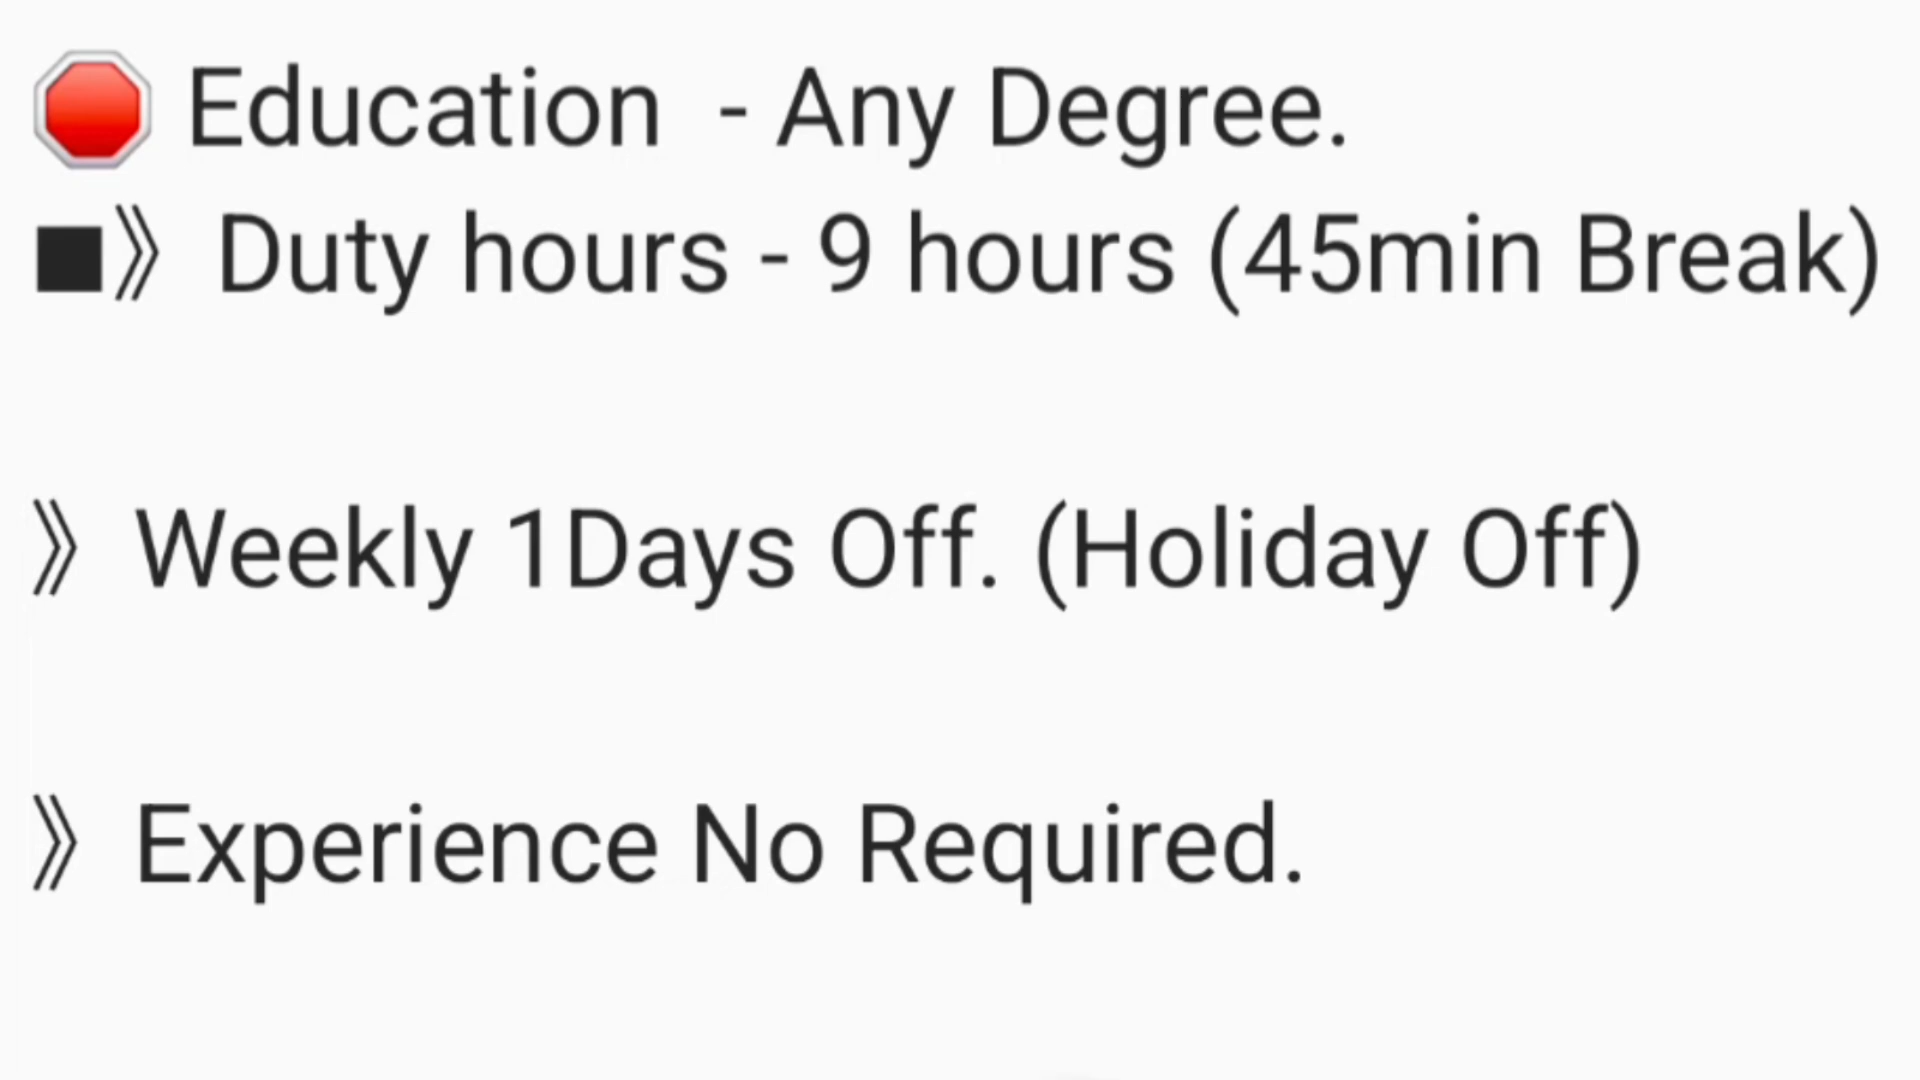 🛑 Education - Any Degree.
■》 Duty hours - 9 hours (45min Break)
》 Weekly 1Days Off. (Holiday Off)
》 Experience No Required.